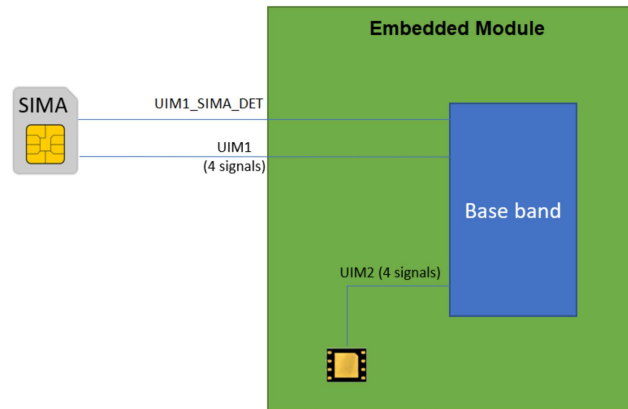 Embedded Module
SIMA
UIM1_SIMA_DET
UIM1
(4 signals)
Base band
UIM2 (4 signals)